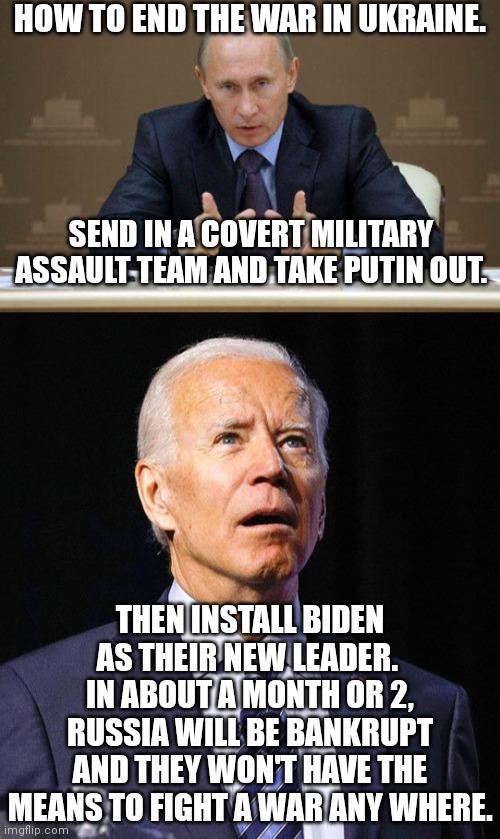 HOW TO END THE WAR IN UKRAINE.
SEND IN A COVERT MILITARY
ASSAULT TEAM AND TAKE PUTIN OUT.
THEN INSTALL BIDEN
AS THEIR NEW LEADER.
IN ABOUT A MONTH OR 2,
RUSSIA WILL BE BANKRUPT
AND THEY WON'T HAVE THE
MEANS TO FIGHT A WAR ANY WHERE.
imgflip.com